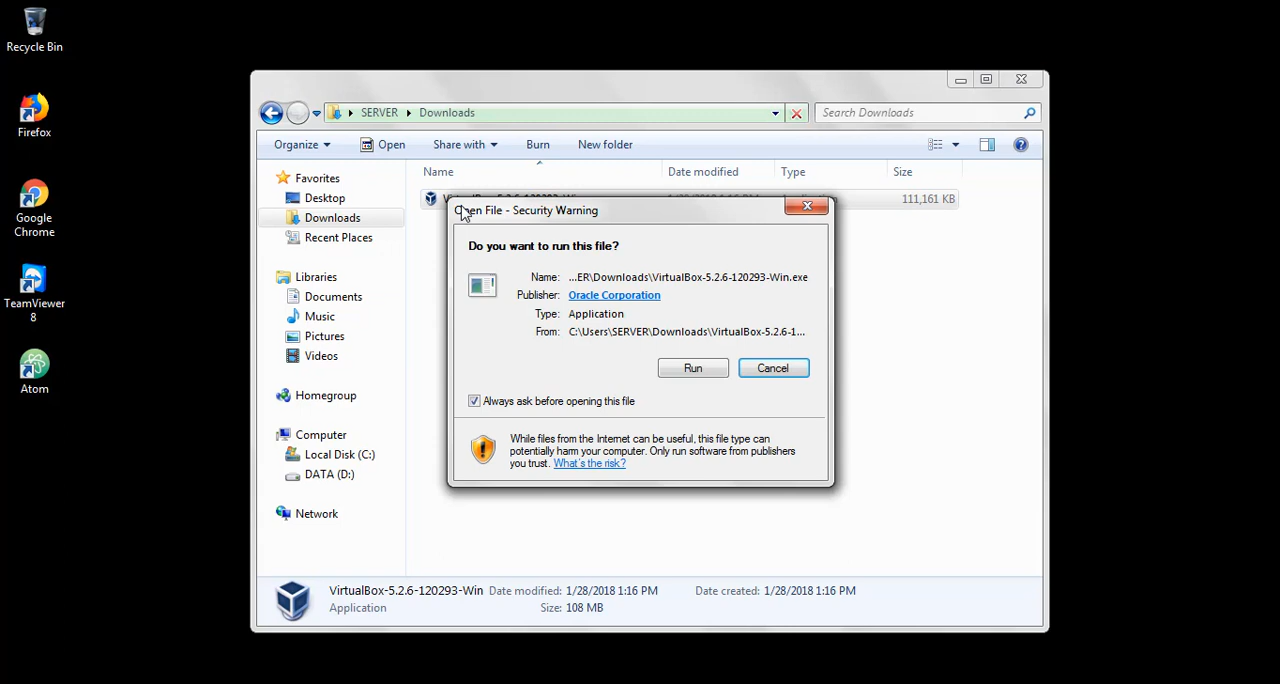 Recycle Bin
Firefox
Google
Chrome
TeamViewer
8
Atom
SERVER
Downloads
Search Downloads
Organize
Open
Share with
Burn
New folder
Name
Date modified
Type
Size
111,161 KB
Favorites
Desktop
Downloads
Recent Places
Libraries
Documents
Music
Pictures
Videos
Homegroup
Computer
Local Disk (C:)
DATA (D:)
Network
Open File - Security Warning
Do you want to run this file?
Name: ...ER\Downloads\VirtualBox-5.2.6-120293-Win.exe
Publisher: Oracle Corporation
Type: Application
From: C:\Users\SERVER\Downloads\VirtualBox-5.2.6-1...
Run
Cancel
Always ask before opening this file
While files from the Internet can be useful, this file type can
potentially harm your computer. Only run software from publishers
you trust. What's the risk?
VirtualBox-5.2.6-120293-Win Date modified: 1/28/2018 1:16 PM Date created: 1/28/2018 1:16 PM
Application Size: 108 MB